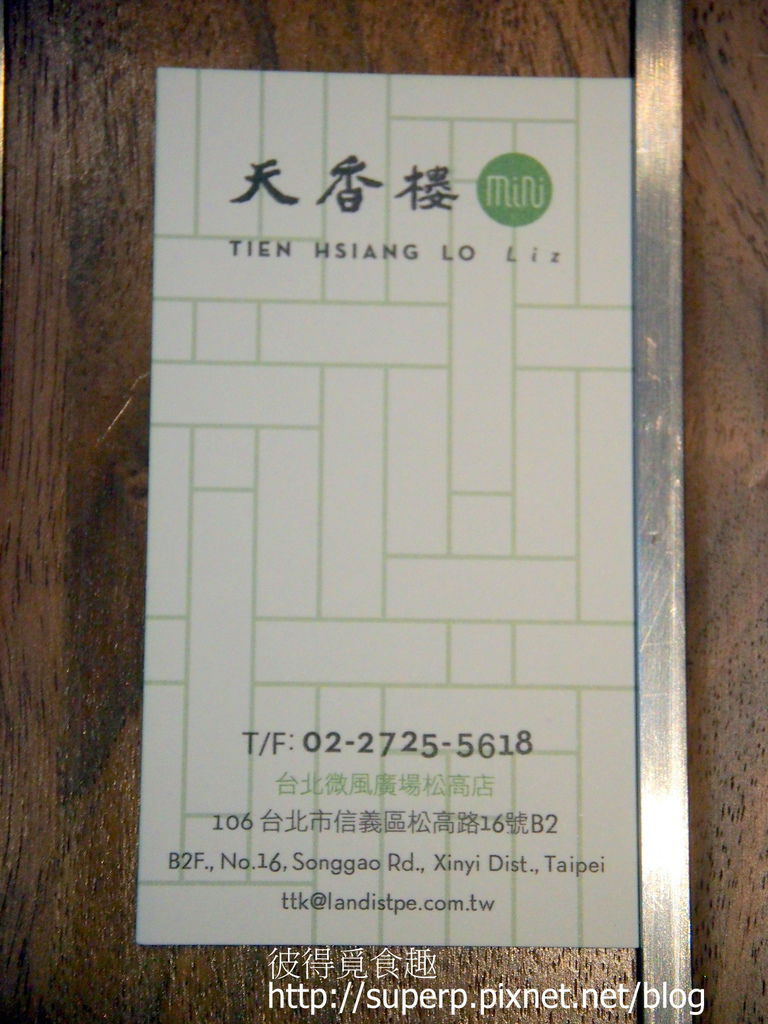 天香樓 mini
TIEN HSIANG LO Liz
T/F: 02-2725-5618
台北微風廣場松高店
106 台北市信義區松高路16號B2
B2F., No.16, Songgao Rd., Xinyi Dist., Taipei
ttk@landistpe.com.tw
彼得覓食趣
http://superp.pixnet.net/blog